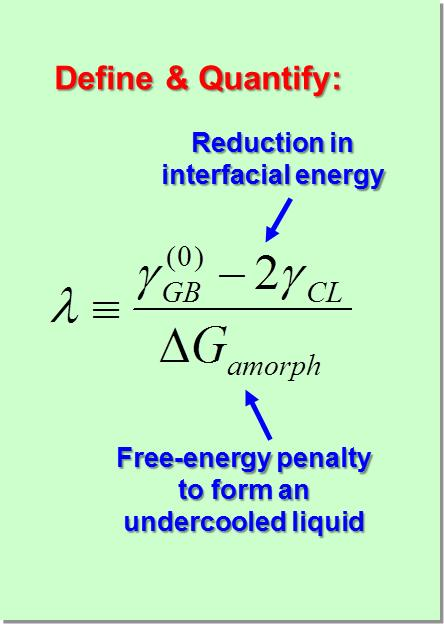 Define & Quantify:
Reduction in
interfacial energy
λ ≡ (γ_GB^(0) − 2γ_CL) / ΔG_amorph
Free-energy penalty
to form an
undercooled liquid